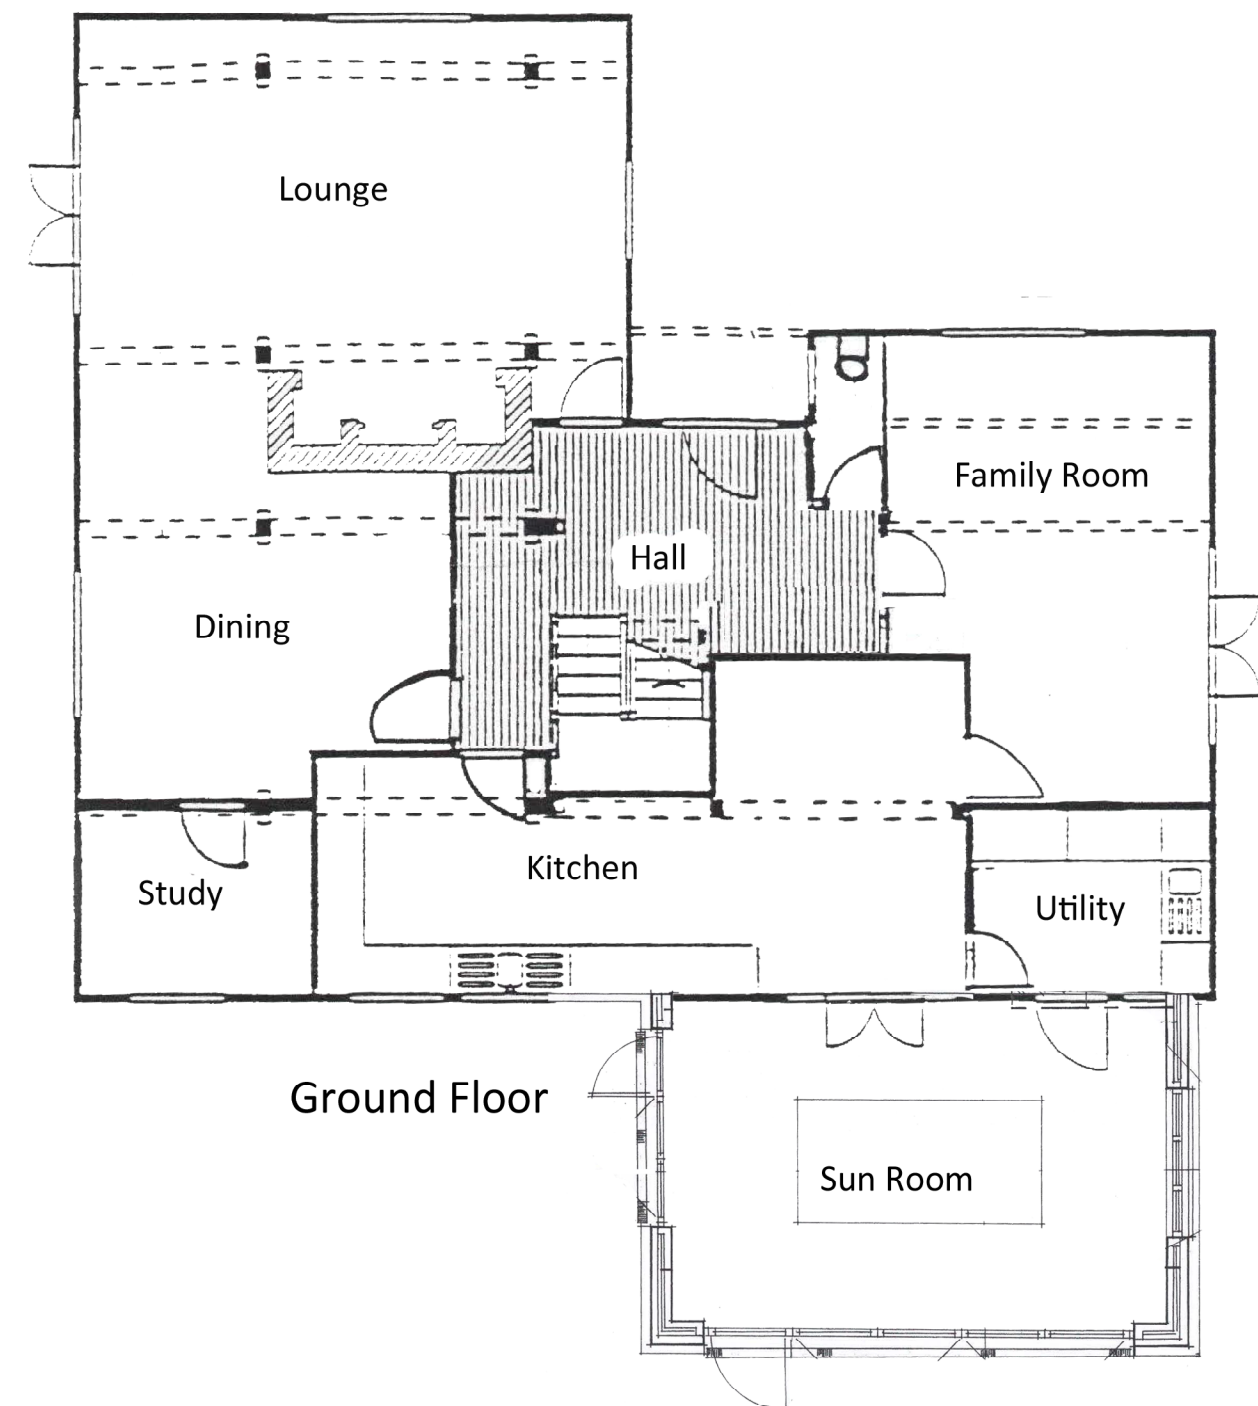 Lounge
Family Room
Hall
Dining
Kitchen
Study
Utility
Ground Floor
Sun Room